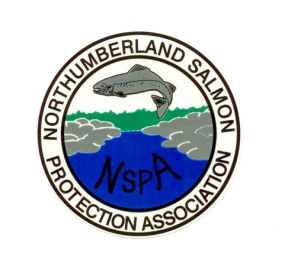 NORTHUMBERLAND SALMON
PROTECTION ASSOCIATION
NSPA